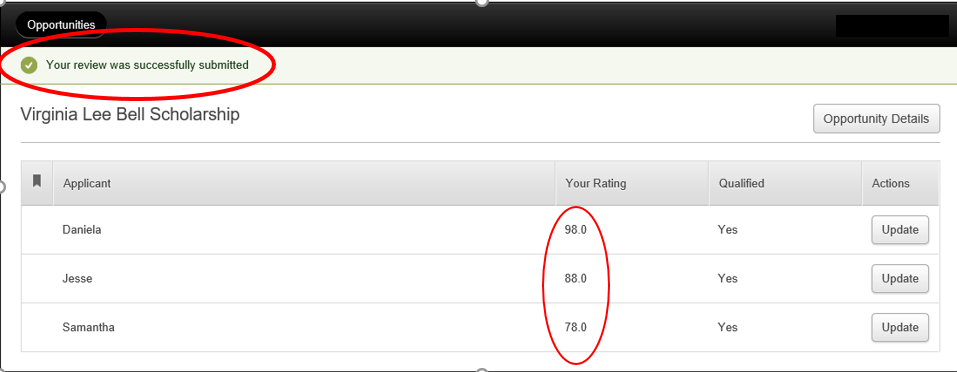 Opportunities
Your review was successfully submitted
Virginia Lee Bell Scholarship
Opportunity Details
Applicant Your Rating Qualified Actions
Daniela 98.0 Yes Update
Jesse 88.0 Yes Update
Samantha 78.0 Yes Update